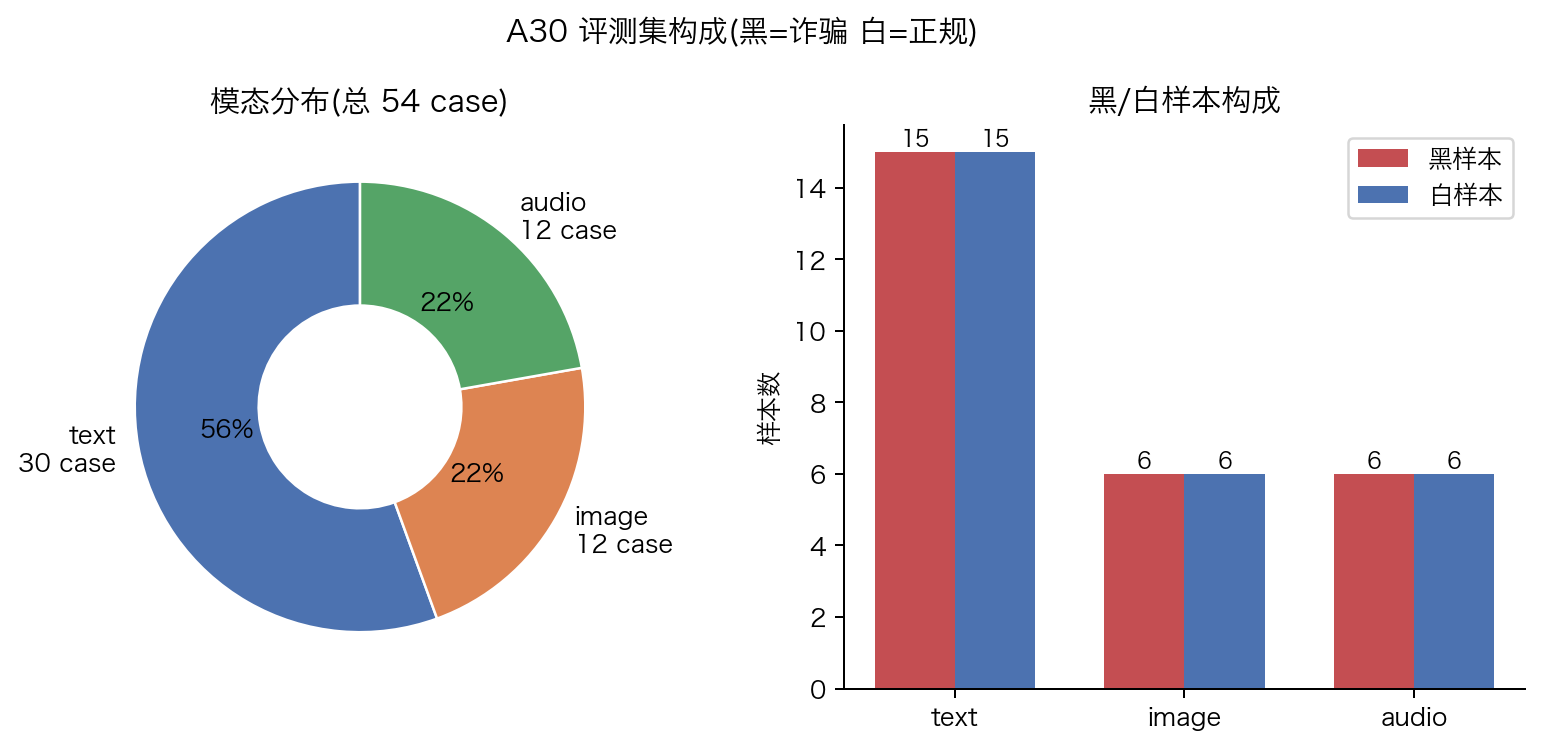 A30 评测集构成(黑=诈骗 白=正规)
模态分布(总 54 case)
audio
12 case
22%
56%
text
30 case
22%
image
12 case
黑/白样本构成
15
15
黑样本
白样本
14
12
10
8
6
4
2
0
样本数
6
6
6
6
text
image
audio